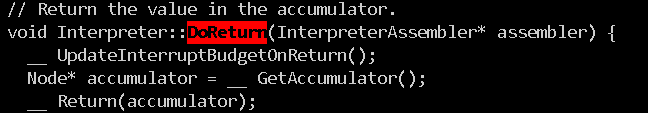 // Return the value in the accumulator.
void Interpreter::DoReturn(InterpreterAssembler* assembler) {
  __ UpdateInterruptBudgetOnReturn();
  Node* accumulator = __ GetAccumulator();
  __ Return(accumulator);